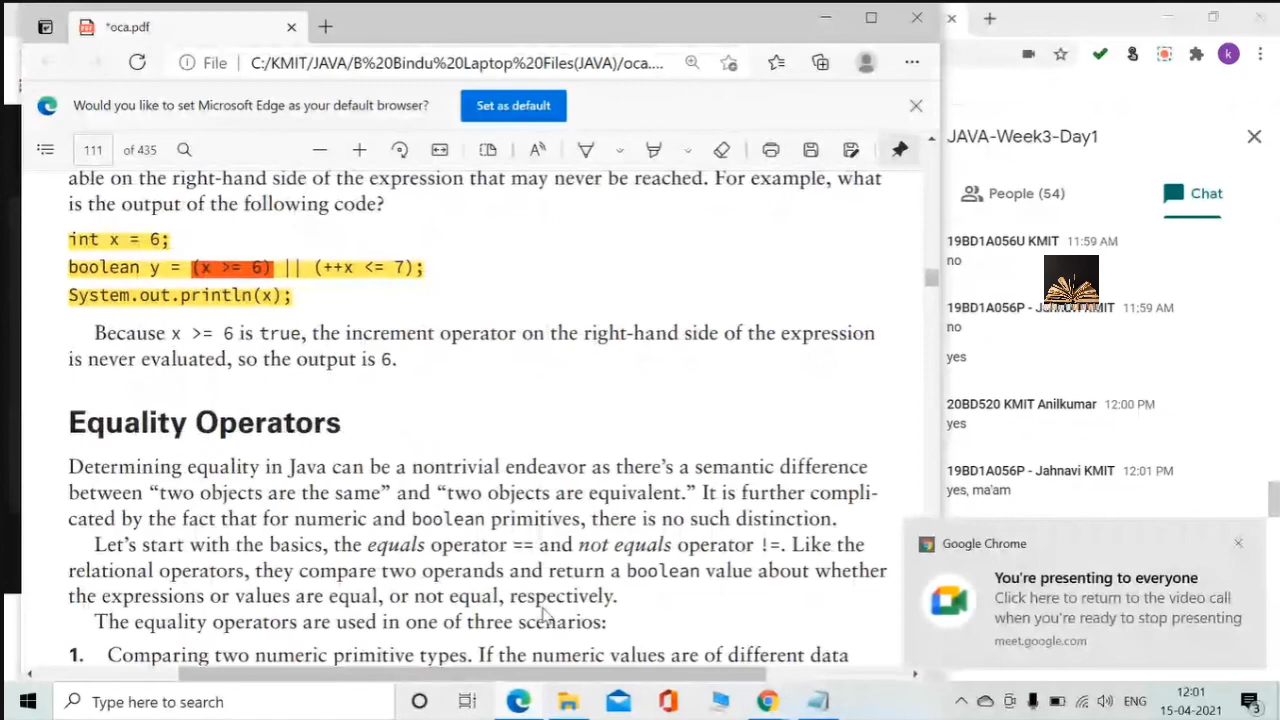 *oca.pdf
File
C:/KMIT/JAVA/B%20Bindu%20Laptop%20Files(JAVA)/oca....
Would you like to set Microsoft Edge as your default browser?
Set as default
111 of 435
able on the right-hand side of the expression that may never be reached. For example, what
is the output of the following code?
int x = 6;
boolean y = (x >= 6) || (++x <= 7);
System.out.println(x);
Because x >= 6 is true, the increment operator on the right-hand side of the expression
is never evaluated, so the output is 6.
Equality Operators
Determining equality in Java can be a nontrivial endeavor as there's a semantic difference
between "two objects are the same" and "two objects are equivalent." It is further compli-
cated by the fact that for numeric and boolean primitives, there is no such distinction.
Let's start with the basics, the equals operator == and not equals operator !=. Like the
relational operators, they compare two operands and return a boolean value about whether
the expressions or values are equal, or not equal, respectively.
The equality operators are used in one of three scenarios:
1. Comparing two numeric primitive types. If the numeric values are of different data
k
JAVA-Week3-Day1
People (54)
Chat
19BD1A056U KMIT 11:59 AM
no
19BD1A056P - KMIT 11:59 AM
no
yes
20BD520 KMIT Anilkumar 12:00 PM
yes
19BD1A056P - Jahnavi KMIT 12:01 PM
yes, ma'am
Google Chrome
You're presenting to everyone
Click here to return to the video call
when you're ready to stop presenting
meet.google.com
Type here to search
ENG
12:01
15-04-2021
3